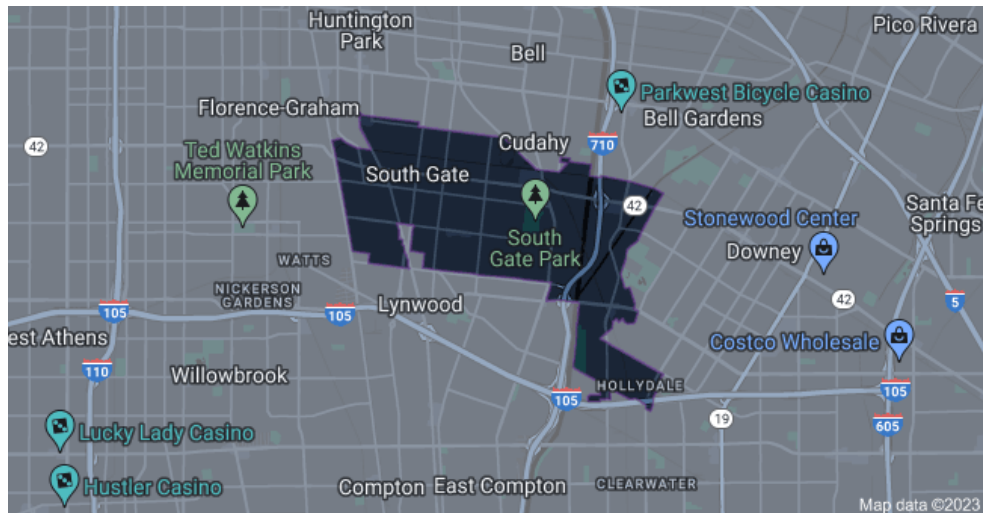 Huntington
Park
Pico Rivera
Bell
Parkwest Bicycle Casino
Florence-Graham
Bell Gardens
42
Ted Watkins
Memorial Park
Cudahy
710
South Gate
42
Santa Fe
Springs
Stonewood Center
South
Gate Park
Downey
WATTS
NICKERSON
GARDENS
Lynwood
42
5
105
105
est Athens
Costco Wholesale
110
Willowbrook
HOLLYDALE
105
105
19
605
Lucky Lady Casino
Hustler Casino
Compton
East Compton
CLEARWATER
Map data ©2023